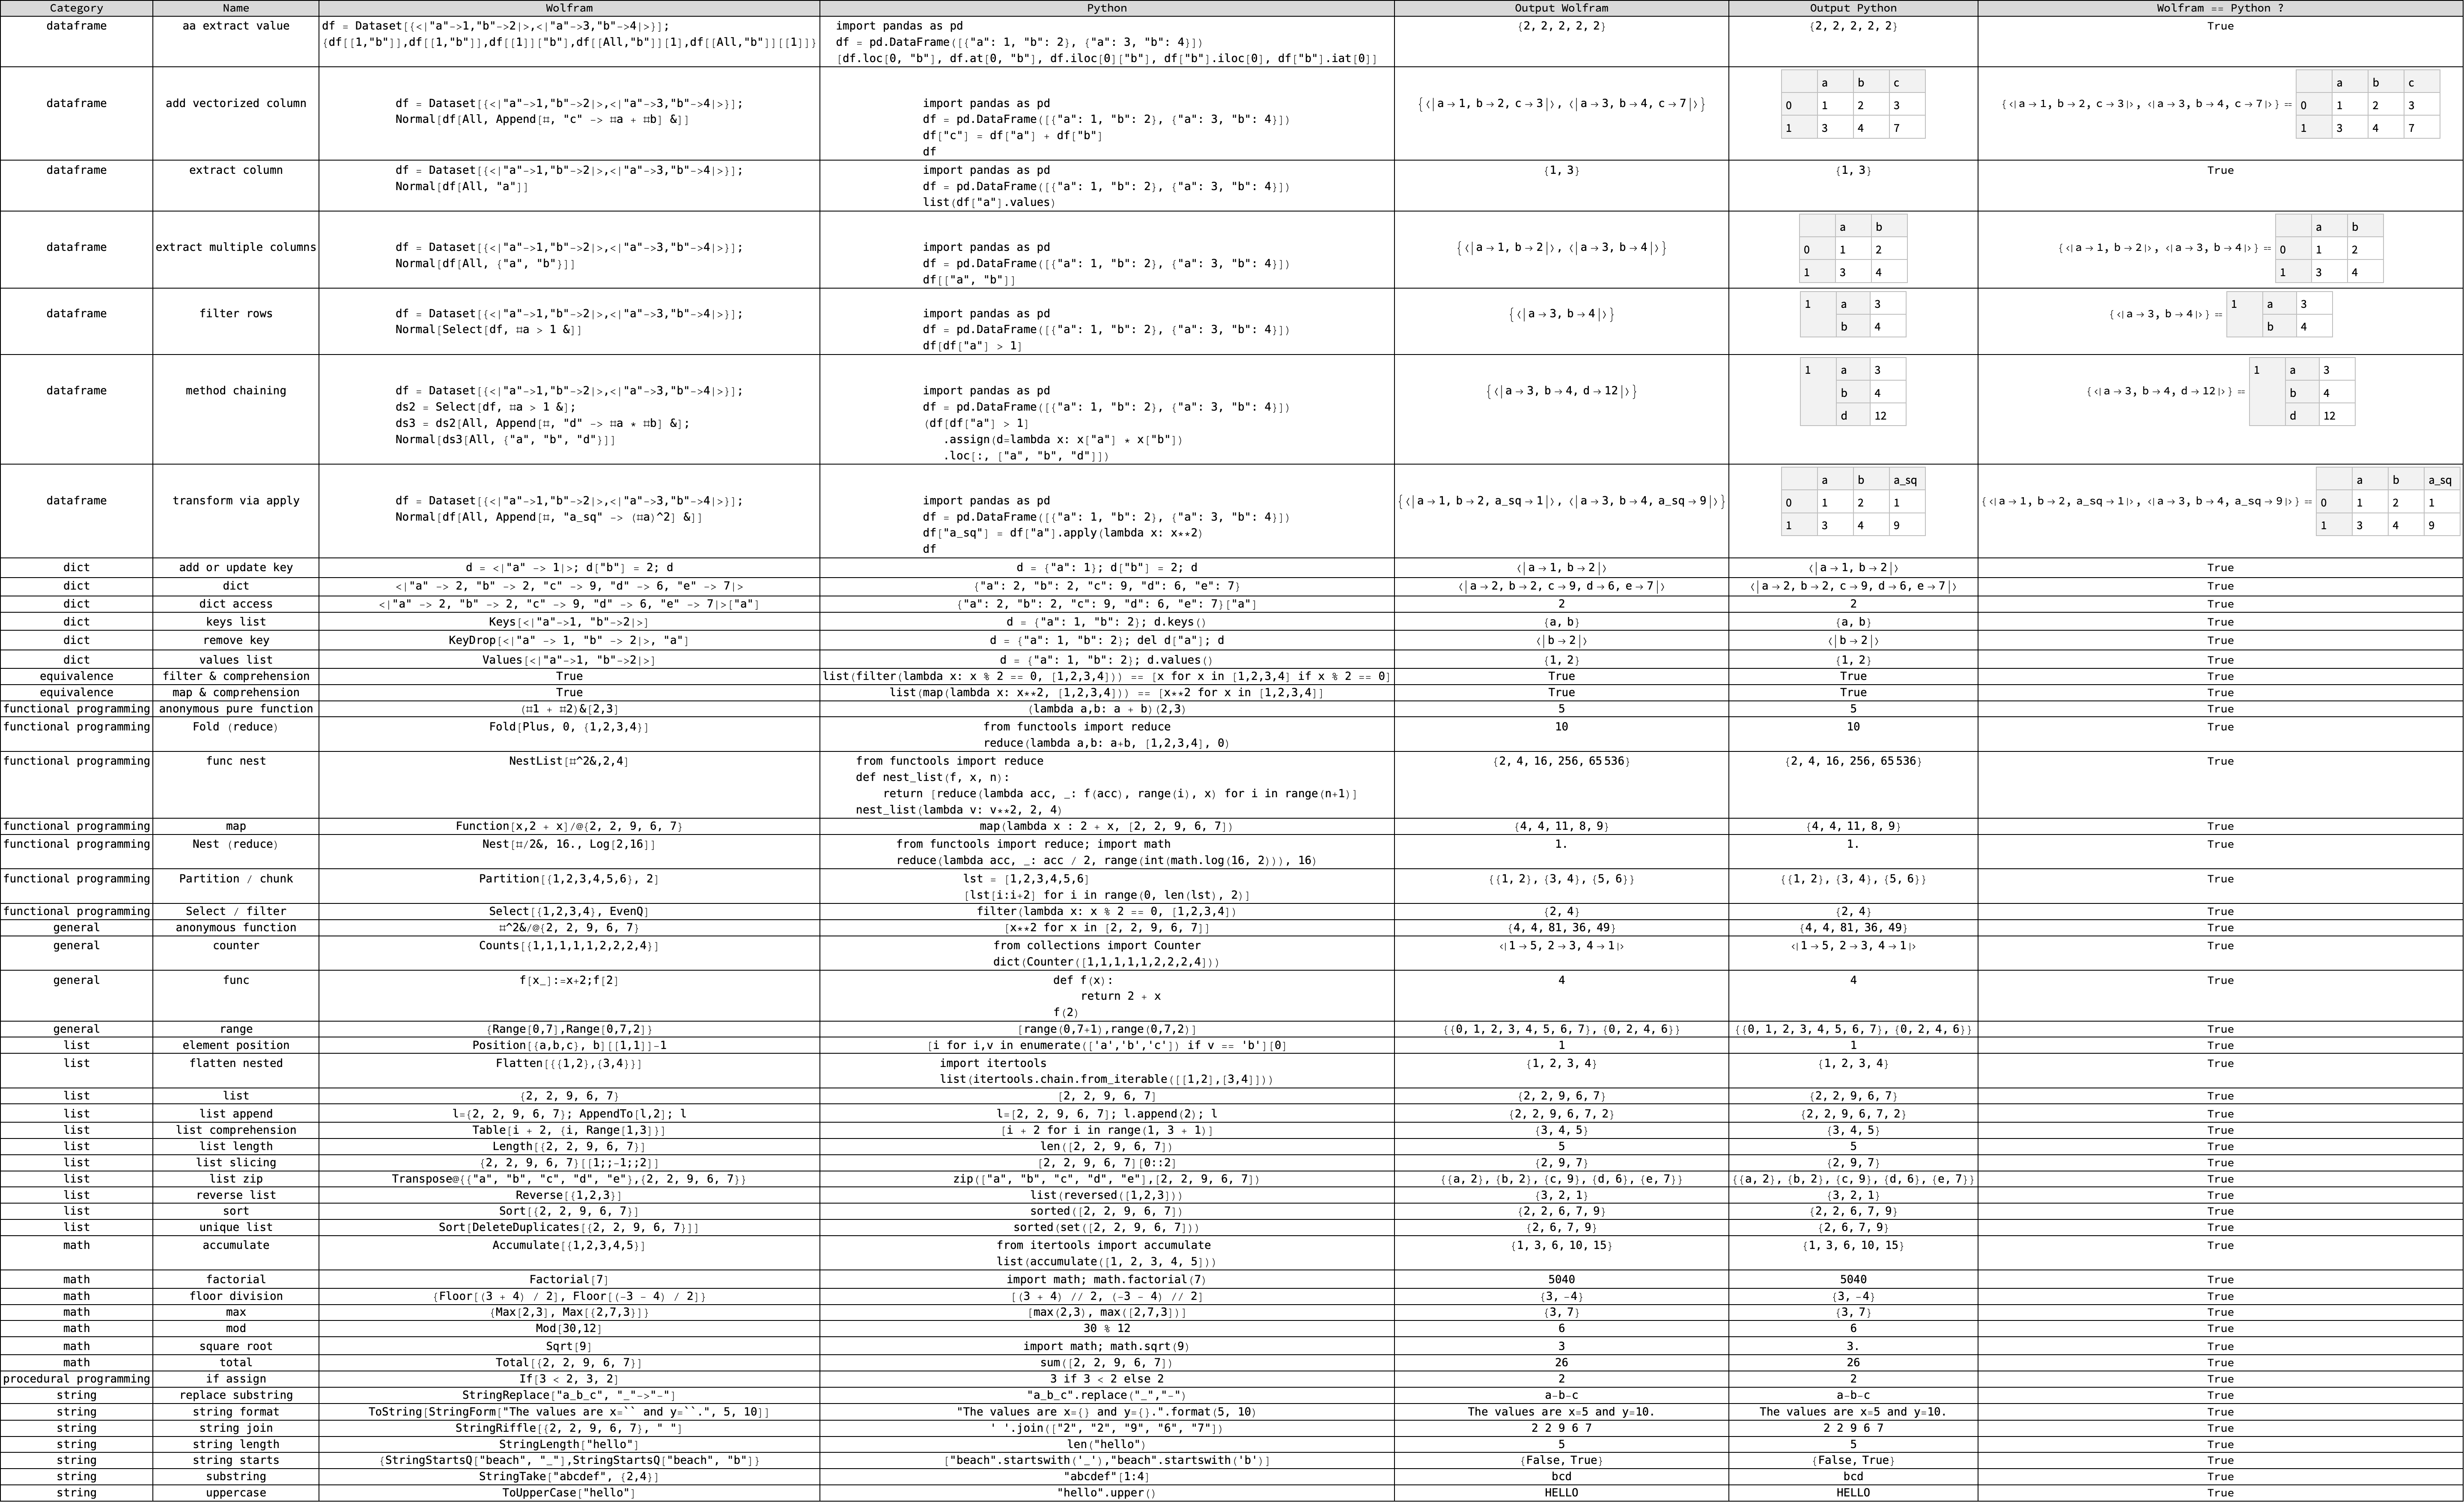 Category	Name	Wolfram	Python	Output Wolfram	Output Python	Wolfram == Python ?
dataframe	aa extract value	df = Dataset[{<|"a"->1,"b"->2|>,<|"a"->3,"b"->4|>}];	import pandas as pd	{2, 2, 2, 2, 2}	{2, 2, 2, 2, 2}	True
{df[[1,"b"]],df[[1,"b"]],df[[1]]["b"],df[[All,"b"]][1],df[[All,"b"]][[1]]}	df = pd.DataFrame([{"a": 1, "b": 2}, {"a": 3, "b": 4}])
[df.loc[0, "b"], df.at[0, "b"], df.iloc[0]["b"], df["b"].iloc[0], df["b"].iat[0]]
a	b	c	a	b	c
dataframe	add vectorized column	df = Dataset[{<|"a"->1,"b"->2|>,<|"a"->3,"b"->4|>}];	import pandas as pd	{<|a → 1, b → 2, c → 3|>, <|a → 3, b → 4, c → 7|>}	0	1	2	3	{<|a → 1, b → 2, c → 3|>, <|a → 3, b → 4, c → 7|>} ==	0	1	2	3
Normal[df[All, Append[#, "c" -> #a + #b] &]]	df = pd.DataFrame([{"a": 1, "b": 2}, {"a": 3, "b": 4}])	1	3	4	7	1	3	4	7
df["c"] = df["a"] + df["b"]
df
dataframe	extract column	df = Dataset[{<|"a"->1,"b"->2|>,<|"a"->3,"b"->4|>}];	import pandas as pd	{1, 3}	{1, 3}	True
Normal[df[All, "a"]]	df = pd.DataFrame([{"a": 1, "b": 2}, {"a": 3, "b": 4}])
list(df["a"].values)
a	b	a	b
dataframe	extract multiple columns	df = Dataset[{<|"a"->1,"b"->2|>,<|"a"->3,"b"->4|>}];	import pandas as pd	{<|a → 1, b → 2|>, <|a → 3, b → 4|>}	0	1	2	{<|a → 1, b → 2|>, <|a → 3, b → 4|>} ==	0	1	2
Normal[df[All, {"a", "b"}]]	df = pd.DataFrame([{"a": 1, "b": 2}, {"a": 3, "b": 4}])	1	3	4	1	3	4
df[["a", "b"]]
dataframe	filter rows	df = Dataset[{<|"a"->1,"b"->2|>,<|"a"->3,"b"->4|>}];	import pandas as pd	{<|a → 3, b → 4|>}	1	a	3	{<|a → 3, b → 4|>} ==	1	a	3
Normal[Select[df, #a > 1 &]]	df = pd.DataFrame([{"a": 1, "b": 2}, {"a": 3, "b": 4}])	b	4	b	4
df[df["a"] > 1]
1	a	3	1	a	3
dataframe	method chaining	df = Dataset[{<|"a"->1,"b"->2|>,<|"a"->3,"b"->4|>}];	import pandas as pd	{<|a → 3, b → 4, d → 12|>}	b	4	{<|a → 3, b → 4, d → 12|>} ==	b	4
ds2 = Select[df, #a > 1 &];	df = pd.DataFrame([{"a": 1, "b": 2}, {"a": 3, "b": 4}])	d	12	d	12
ds3 = ds2[All, Append[#, "d" -> #a * #b] &];	(df[df["a"] > 1]
Normal[ds3[All, {"a", "b", "d"}]]	.assign(d=lambda x: x["a"] * x["b"])
.loc[:, ["a", "b", "d"]])
a	b	a_sq	a	b	a_sq
dataframe	transform via apply	df = Dataset[{<|"a"->1,"b"->2|>,<|"a"->3,"b"->4|>}];	import pandas as pd	{<|a → 1, b → 2, a_sq → 1|>, <|a → 3, b → 4, a_sq → 9|>}	0	1	2	1	{<|a → 1, b → 2, a_sq → 1|>, <|a → 3, b → 4, a_sq → 9|>} ==	0	1	2	1
Normal[df[All, Append[#, "a_sq" -> (#a)^2] &]]	df = pd.DataFrame([{"a": 1, "b": 2}, {"a": 3, "b": 4}])	1	3	4	9	1	3	4	9
df["a_sq"] = df["a"].apply(lambda x: x**2)
df
dict	add or update key	d = <|"a" -> 1|>; d["b"] = 2; d	d = {"a": 1}; d["b"] = 2; d	<|a → 1, b → 2|>	<|a → 1, b → 2|>	True
dict	dict	<|"a" -> 2, "b" -> 2, "c" -> 9, "d" -> 6, "e" -> 7|>	{"a": 2, "b": 2, "c": 9, "d": 6, "e": 7}	<|a → 2, b → 2, c → 9, d → 6, e → 7|>	<|a → 2, b → 2, c → 9, d → 6, e → 7|>	True
dict	dict access	<|"a" -> 2, "b" -> 2, "c" -> 9, "d" -> 6, "e" -> 7|>["a"]	{"a": 2, "b": 2, "c": 9, "d": 6, "e": 7}["a"]	2	2	True
dict	keys list	Keys[<|"a"->1, "b"->2|>]	d = {"a": 1, "b": 2}; d.keys()	{a, b}	{a, b}	True
dict	remove key	KeyDrop[<|"a" -> 1, "b" -> 2|>, "a"]	d = {"a": 1, "b": 2}; del d["a"]; d	<|b → 2|>	<|b → 2|>	True
dict	values list	Values[<|"a"->1, "b"->2|>]	d = {"a": 1, "b": 2}; d.values()	{1, 2}	{1, 2}	True
equivalence	filter & comprehension	True	list(filter(lambda x: x % 2 == 0, [1,2,3,4])) == [x for x in [1,2,3,4] if x % 2 == 0]	True	True	True
equivalence	map & comprehension	True	list(map(lambda x: x**2, [1,2,3,4])) == [x**2 for x in [1,2,3,4]]	True	True	True
functional programming	anonymous pure function	(#1 + #2)&[2,3]	(lambda a,b: a + b)(2,3)	5	5	True
functional programming	Fold (reduce)	Fold[Plus, 0, {1,2,3,4}]	from functools import reduce	10	10	True
reduce(lambda a,b: a+b, [1,2,3,4], 0)
functional programming	func nest	NestList[#^2&,2,4]	from functools import reduce	{2, 4, 16, 256, 65 536}	{2, 4, 16, 256, 65 536}	True
def nest_list(f, x, n):
return [reduce(lambda acc, _: f(acc), range(i), x) for i in range(n+1)]
nest_list(lambda v: v**2, 2, 4)
functional programming	map	Function[x,2 + x]/@{2, 2, 9, 6, 7}	map(lambda x : 2 + x, [2, 2, 9, 6, 7])	{4, 4, 11, 8, 9}	{4, 4, 11, 8, 9}	True
functional programming	Nest (reduce)	Nest[#/2&, 16., Log[2,16]]	from functools import reduce; import math	1.	1.	True
reduce(lambda acc, _: acc / 2, range(int(math.log(16, 2))), 16)
functional programming	Partition / chunk	Partition[{1,2,3,4,5,6}, 2]	lst = [1,2,3,4,5,6]	{{1, 2}, {3, 4}, {5, 6}}	{{1, 2}, {3, 4}, {5, 6}}	True
[lst[i:i+2] for i in range(0, len(lst), 2)]
functional programming	Select / filter	Select[{1,2,3,4}, EvenQ]	filter(lambda x: x % 2 == 0, [1,2,3,4])	{2, 4}	{2, 4}	True
general	anonymous function	#^2&/@{2, 2, 9, 6, 7}	[x**2 for x in [2, 2, 9, 6, 7]]	{4, 4, 81, 36, 49}	{4, 4, 81, 36, 49}	True
general	counter	Counts[{1,1,1,1,1,2,2,2,4}]	from collections import Counter	<|1 → 5, 2 → 3, 4 → 1|>	<|1 → 5, 2 → 3, 4 → 1|>	True
dict(Counter([1,1,1,1,1,2,2,2,4]))
general	func	f[x_]:=x+2;f[2]	def f(x):	4	4	True
return 2 + x
f(2)
general	range	{Range[0,7],Range[0,7,2]}	[range(0,7+1),range(0,7,2)]	{{0, 1, 2, 3, 4, 5, 6, 7}, {0, 2, 4, 6}}	{{0, 1, 2, 3, 4, 5, 6, 7}, {0, 2, 4, 6}}	True
list	element position	Position[{a,b,c}, b][[1,1]]-1	[i for i,v in enumerate(['a','b','c']) if v == 'b'][0]	1	1	True
list	flatten nested	Flatten[{{1,2},{3,4}}]	import itertools	{1, 2, 3, 4}	{1, 2, 3, 4}	True
list(itertools.chain.from_iterable([[1,2],[3,4]]))
list	list	{2, 2, 9, 6, 7}	[2, 2, 9, 6, 7]	{2, 2, 9, 6, 7}	{2, 2, 9, 6, 7}	True
list	list append	l={2, 2, 9, 6, 7}; AppendTo[l,2]; l	l=[2, 2, 9, 6, 7]; l.append(2); l	{2, 2, 9, 6, 7, 2}	{2, 2, 9, 6, 7, 2}	True
list	list comprehension	Table[i + 2, {i, Range[1,3]}]	[i + 2 for i in range(1, 3 + 1)]	{3, 4, 5}	{3, 4, 5}	True
list	list length	Length[{2, 2, 9, 6, 7}]	len([2, 2, 9, 6, 7])	5	5	True
list	list slicing	{2, 2, 9, 6, 7}[[1;;-1;;2]]	[2, 2, 9, 6, 7][0::2]	{2, 9, 7}	{2, 9, 7}	True
list	list zip	Transpose@{{"a", "b", "c", "d", "e"},{2, 2, 9, 6, 7}}	zip(["a", "b", "c", "d", "e"],[2, 2, 9, 6, 7])	{{a, 2}, {b, 2}, {c, 9}, {d, 6}, {e, 7}}	{{a, 2}, {b, 2}, {c, 9}, {d, 6}, {e, 7}}	True
list	reverse list	Reverse[{1,2,3}]	list(reversed([1,2,3]))	{3, 2, 1}	{3, 2, 1}	True
list	sort	Sort[{2, 2, 9, 6, 7}]	sorted([2, 2, 9, 6, 7])	{2, 2, 6, 7, 9}	{2, 2, 6, 7, 9}	True
list	unique list	Sort[DeleteDuplicates[{2, 2, 9, 6, 7}]]	sorted(set([2, 2, 9, 6, 7]))	{2, 6, 7, 9}	{2, 6, 7, 9}	True
math	accumulate	Accumulate[{1,2,3,4,5}]	from itertools import accumulate	{1, 3, 6, 10, 15}	{1, 3, 6, 10, 15}	True
list(accumulate([1, 2, 3, 4, 5]))
math	factorial	Factorial[7]	import math; math.factorial(7)	5040	5040	True
math	floor division	{Floor[(3 + 4) / 2], Floor[(-3 - 4) / 2]}	[(3 + 4) // 2, (-3 - 4) // 2]	{3, -4}	{3, -4}	True
math	max	{Max[2,3], Max[{2,7,3}]}	[max(2,3), max([2,7,3])]	{3, 7}	{3, 7}	True
math	mod	Mod[30,12]	30 % 12	6	6	True
math	square root	Sqrt[9]	import math; math.sqrt(9)	3	3.	True
math	total	Total[{2, 2, 9, 6, 7}]	sum([2, 2, 9, 6, 7])	26	26	True
procedural programming	if assign	If[3 < 2, 3, 2]	3 if 3 < 2 else 2	2	2	True
string	replace substring	StringReplace["a_b_c", "_"->"-"]	"a_b_c".replace("_","-")	a-b-c	a-b-c	True
string	string format	ToString[StringForm["The values are x=`` and y=``.", 5, 10]]	"The values are x={} and y={}.".format(5, 10)	The values are x=5 and y=10.	The values are x=5 and y=10.	True
string	string join	StringRiffle[{2, 2, 9, 6, 7}, " "]	' '.join(["2", "2", "9", "6", "7"])	2 2 9 6 7	2 2 9 6 7	True
string	string length	StringLength["hello"]	len("hello")	5	5	True
string	string starts	{StringStartsQ["beach", "_"],StringStartsQ["beach", "b"]}	["beach".startswith('_'),"beach".startswith('b')]	{False, True}	{False, True}	True
string	substring	StringTake["abcdef", {2,4}]	"abcdef"[1:4]	bcd	bcd	True
string	uppercase	ToUpperCase["hello"]	"hello".upper()	HELLO	HELLO	True